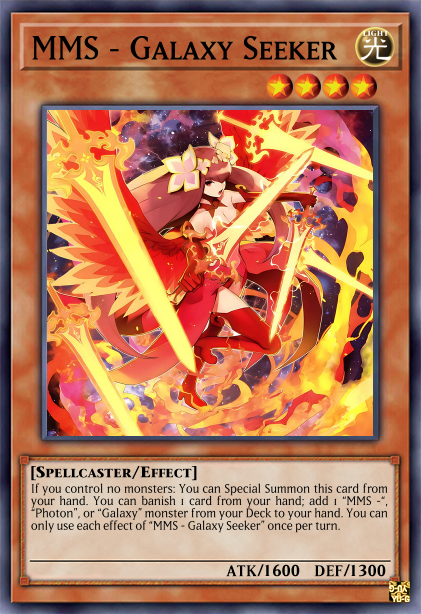 MMS - Galaxy Seeker
LIGHT
光
[Spellcaster/Effect]
If you control no monsters: You can Special Summon this card from
your hand. You can banish 1 card from your hand; add 1 “MMS -“,
“Photon”, or “Galaxy” monster from your Deck to your hand. You can
only use each effect of “MMS - Galaxy Seeker” once per turn.
ATK/1600 DEF/1300